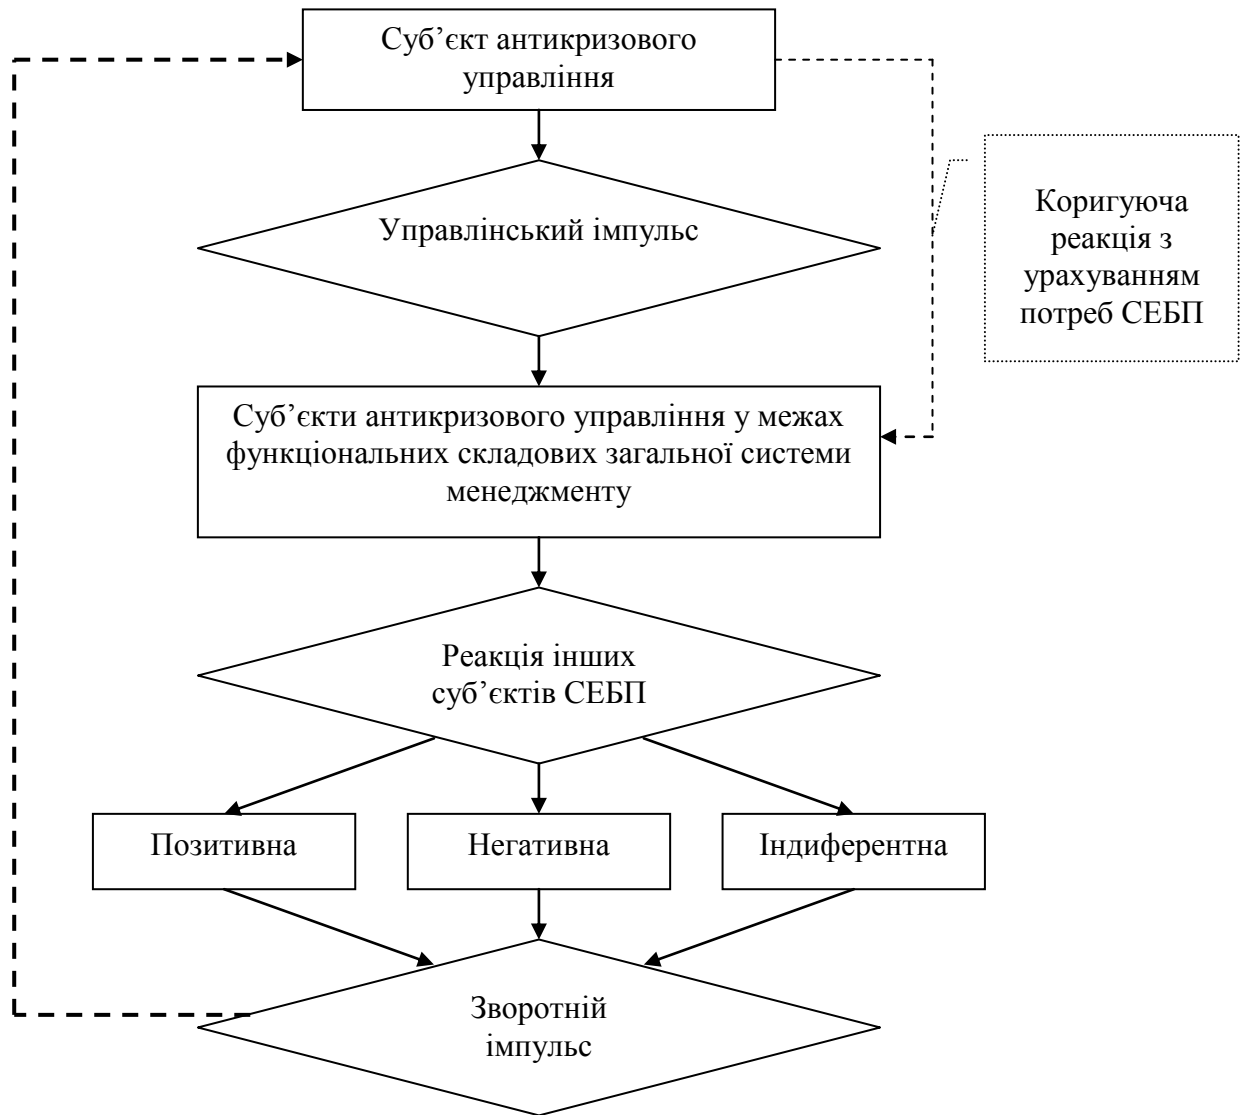 Суб’єкт антикризового
управління
Управлінський імпульс
Коригуюча
реакція з
урахуванням
потреб СЕБП
Суб’єкти антикризового управління у межах
функціональних складових загальної системи
менеджменту
Реакція інших
суб’єктів СЕБП
Позитивна
Негативна
Індиферентна
Зворотній
імпульс